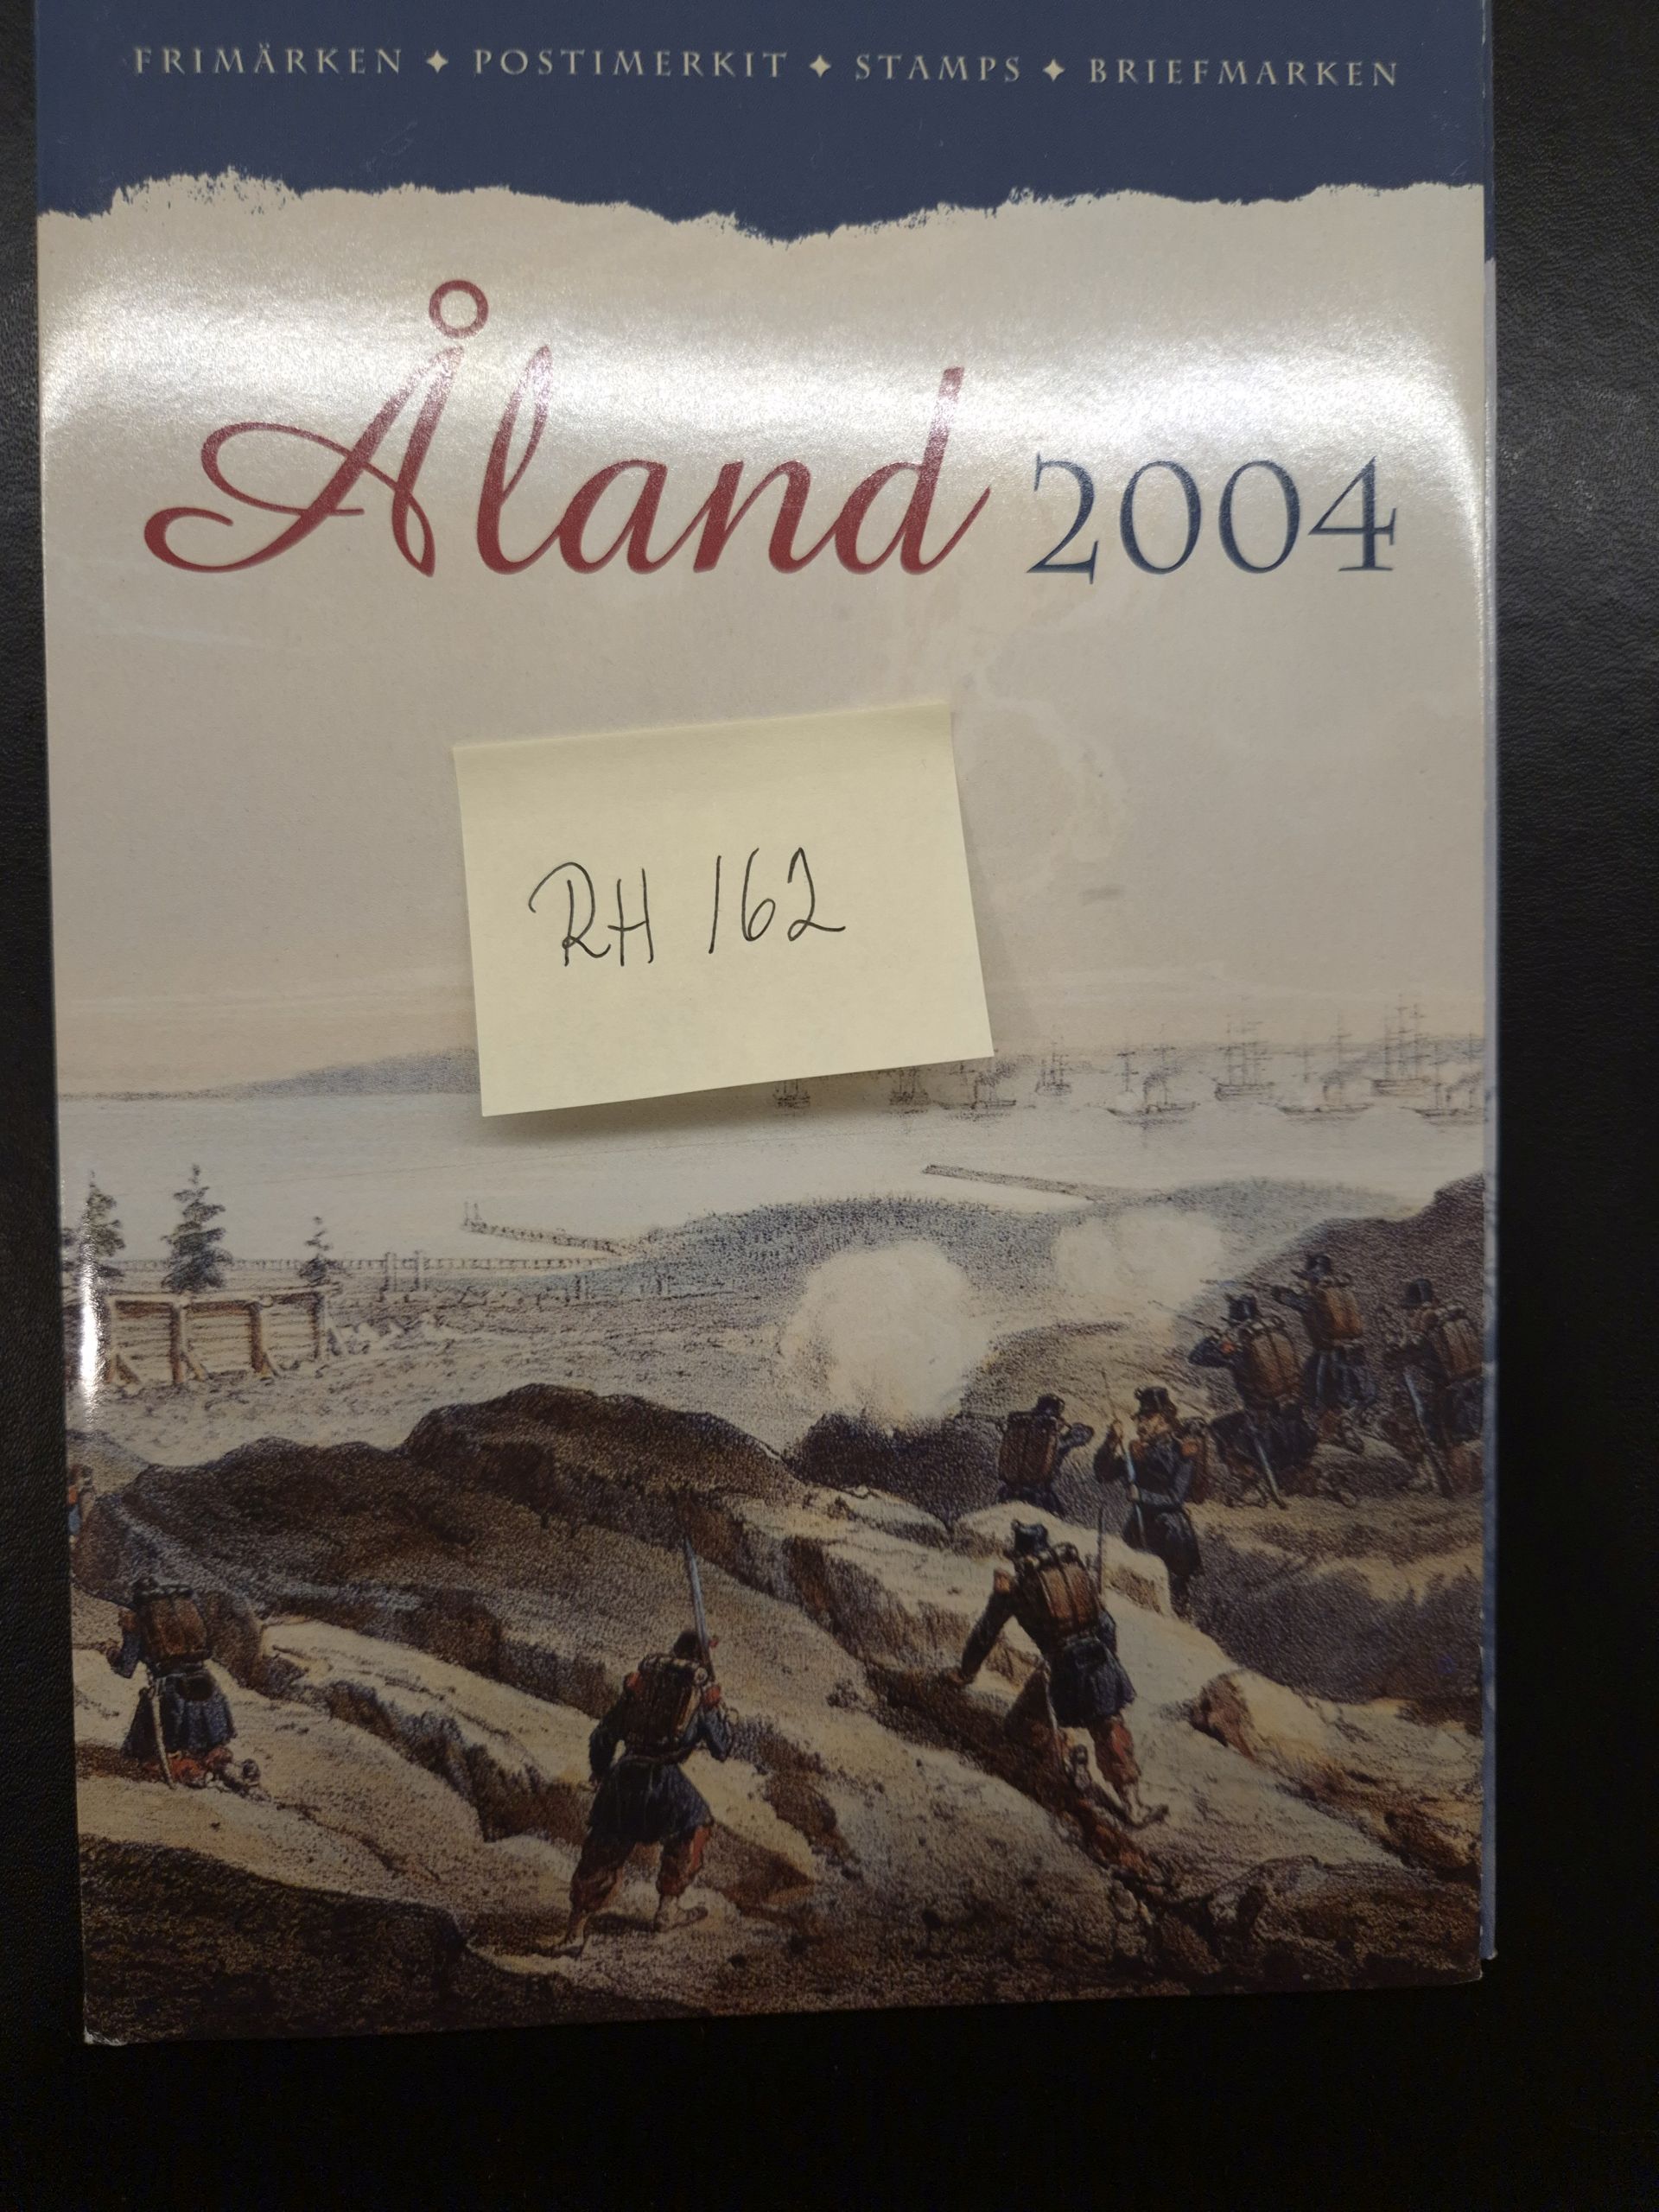 FRIMÄRKEN ✦ POSTIMERKIT ✦ STAMPS ✦ BRIEFMARKEN
Åland 2004
RH 162